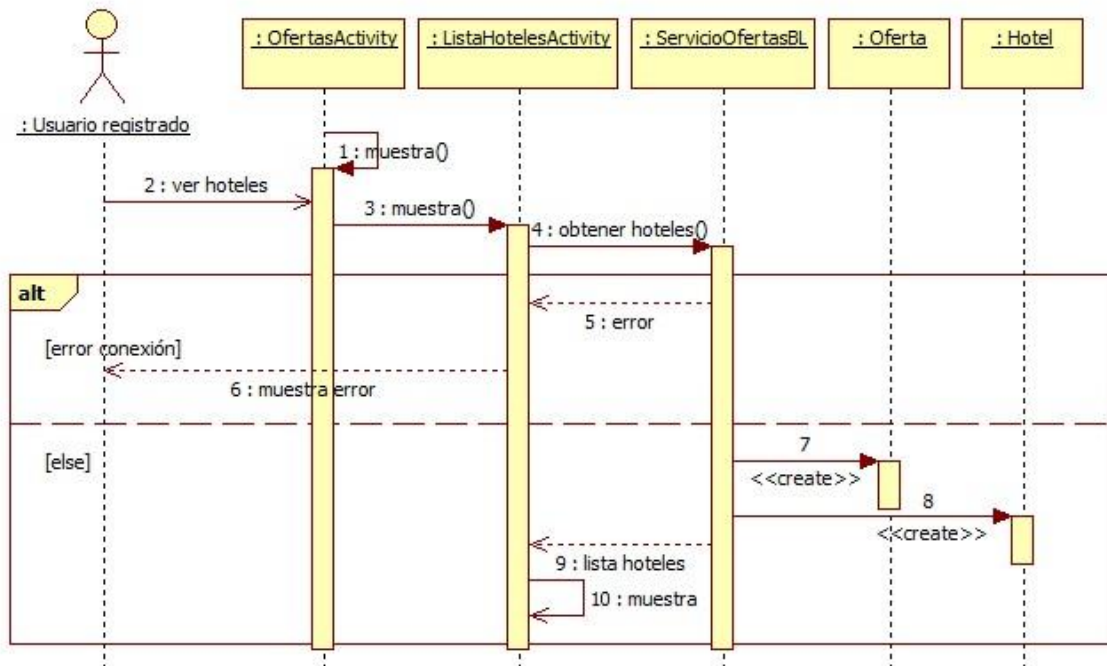 : OfertasActivity
: ListaHotelesActivity
: ServicioOfertasBL
: Oferta
: Hotel
: Usuario registrado
1 : muestra()
2 : ver hoteles
3 : muestra()
4 : obtener hoteles()
alt
5 : error
[error conexión]
6 : muestra error
[else]
7
<<create>>
8
<<create>>
9 : lista hoteles
10 : muestra